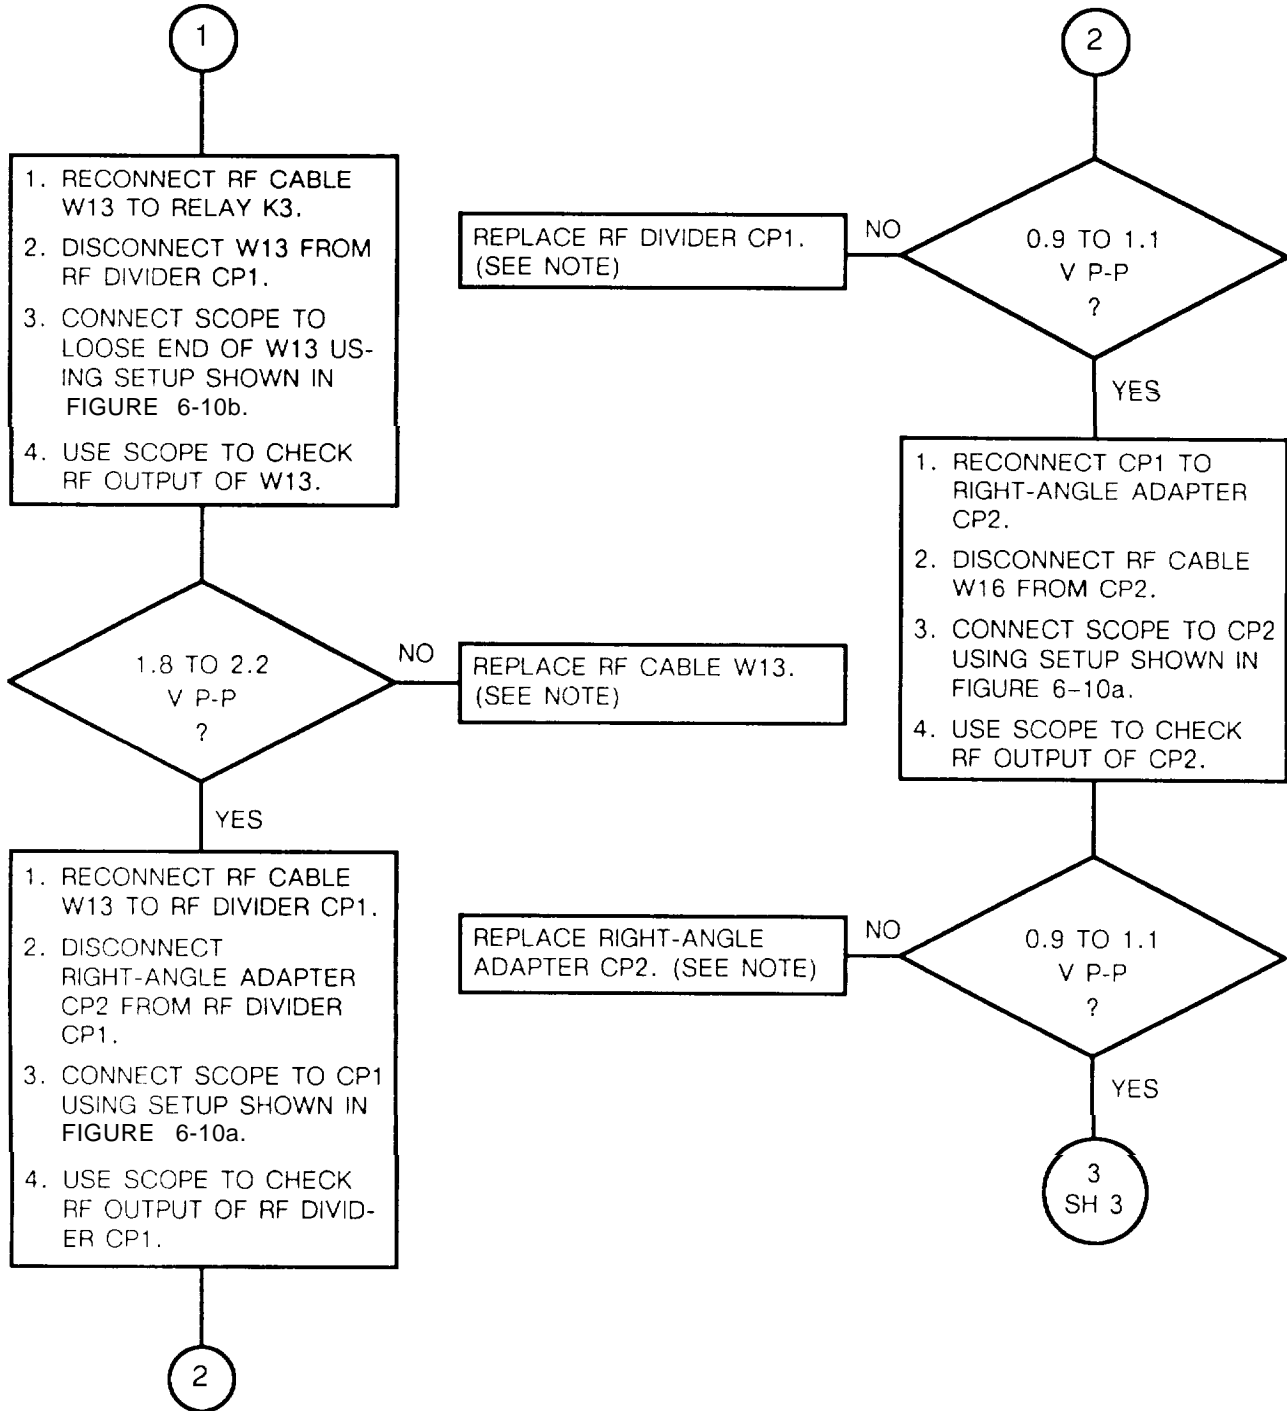 1
1. RECONNECT RF CABLE
W13 TO RELAY K3.
2. DISCONNECT W13 FROM
RF DIVIDER CP1.
3. CONNECT SCOPE TO
LOOSE END OF W13 US-
ING SETUP SHOWN IN
FIGURE 6-10b.
4. USE SCOPE TO CHECK
RF OUTPUT OF W13.
1.8 TO 2.2
V P-P
?
NO
REPLACE RF CABLE W13.
(SEE NOTE)
YES
1. RECONNECT RF CABLE
W13 TO RF DIVIDER CP1.
2. DISCONNECT
RIGHT-ANGLE ADAPTER
CP2 FROM RF DIVIDER
CP1.
3. CONNECT SCOPE TO CP1
USING SETUP SHOWN IN
FIGURE 6-10a.
4. USE SCOPE TO CHECK
RF OUTPUT OF RF DIVID-
ER CP1.
2
2
0.9 TO 1.1
V P-P
?
NO
REPLACE RF DIVIDER CP1.
(SEE NOTE)
YES
1. RECONNECT CP1 TO
RIGHT-ANGLE ADAPTER
CP2.
2. DISCONNECT RF CABLE
W16 FROM CP2.
3. CONNECT SCOPE TO CP2
USING SETUP SHOWN IN
FIGURE 6-10a.
4. USE SCOPE TO CHECK
RF OUTPUT OF CP2.
0.9 TO 1.1
V P-P
?
NO
REPLACE RIGHT-ANGLE
ADAPTER CP2. (SEE NOTE)
YES
3
SH 3